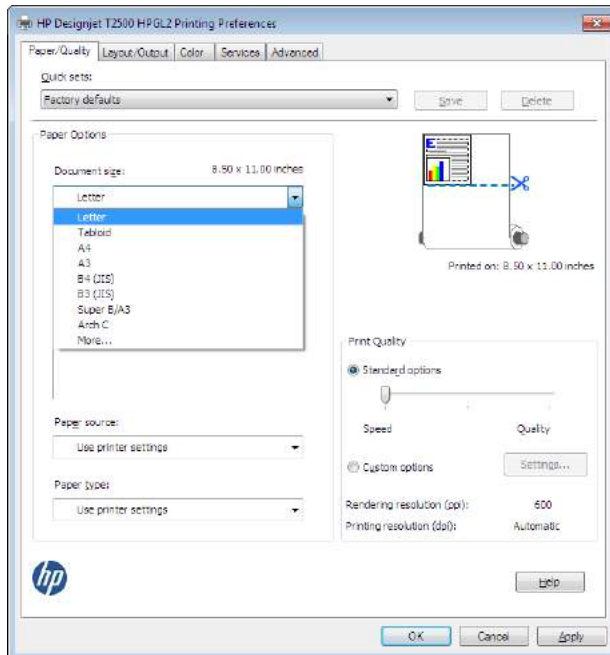 HP Designjet T2500 HPGL2 Printing Preferences
Paper/Quality Layout/Output Color Services Advanced
Quick sets:
Factory defaults Save Delete
Paper Options
Document size: 8.50 x 11.00 inches
Letter
Letter
Tabloid
A4
A3
B4 (JIS)
B3 (JIS)
Super B/A3
Arch C
More...
E
Printed on: 8.50 x 11.00 inches
Print Quality
Standard options
Speed Quality
Custom options Settings...
Rendering resolution (ppi): 600
Printing resolution (dpi): Automatic
Paper source:
Use printer settings
Paper type:
Use printer settings
hp
Help
OK Cancel Apply